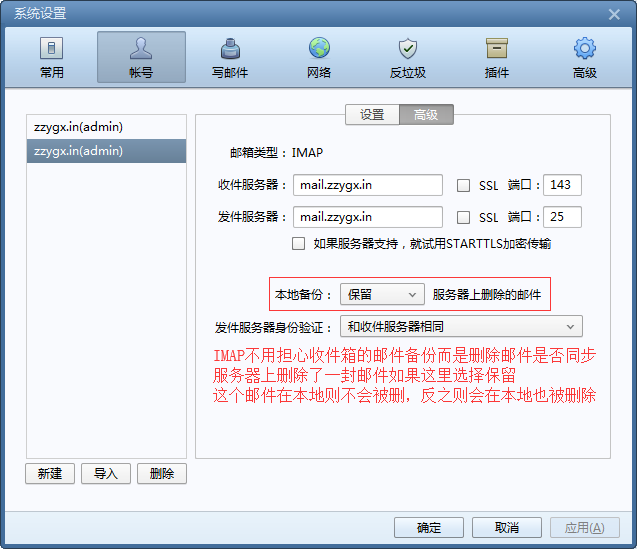 系统设置
常用 帐号 写邮件 网络 反垃圾 插件 高级
zzygx.in(admin)
zzygx.in(admin)
设置 高级
邮箱类型：IMAP
收件服务器： mail.zzygx.in SSL 端口：143
发件服务器： mail.zzygx.in SSL 端口：25
如果服务器支持，就试用STARTTLS加密传输
本地备份： 保留 服务器上删除的邮件
发件服务器身份验证： 和收件服务器相同
IMAP不用担心收件箱的邮件备份而是删除邮件是否同步
服务器上删除了一封邮件如果这里选择保留
这个邮件在本地则不会被删，反之则会在本地也被删除
新建 导入 删除
确定 取消 应用(A)